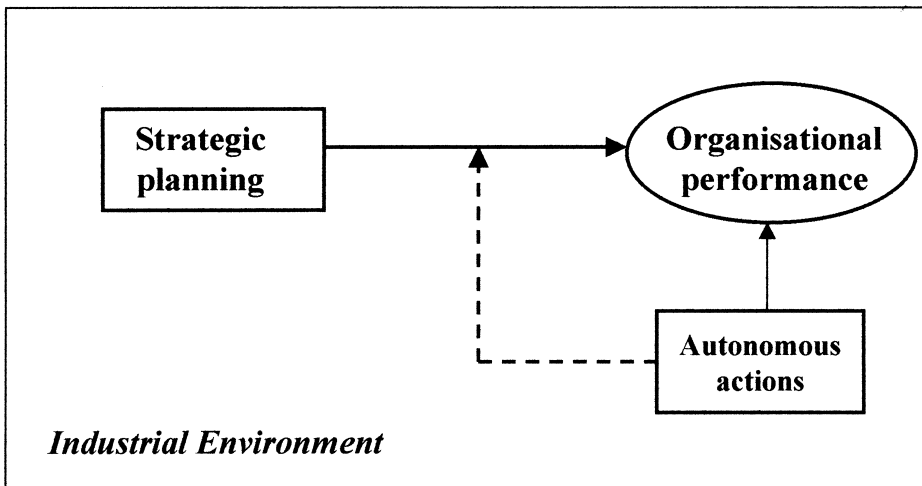 Strategic
planning
Organisational
performance
Autonomous
actions
Industrial Environment